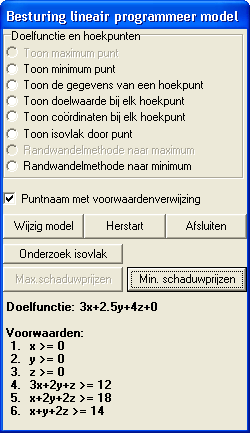 Besturing lineair programmeer model
Doelfunctie en hoekpunten
Toon maximum punt
Toon minimum punt
Toon de gegevens van een hoekpunt
Toon doelwaarde bij elk hoekpunt
Toon coördinaten bij elk hoekpunt
Toon isovlak door punt
Randwandelmethode naar maximum
Randwandelmethode naar minimum
Puntnaam met voorwaardenverwijzing
Wijzig model Herstart Afsluiten
Onderzoek isovlak
Max.schaduwprijzen Min. schaduwprijzen
Doelfunctie: 3x+2.5y+4z+0
Voorwaarden:
1. x >= 0
2. y >= 0
3. z >= 0
4. 3x+2y+z >= 12
5. x+2y+2z >= 18
6. x+y+2z >= 14